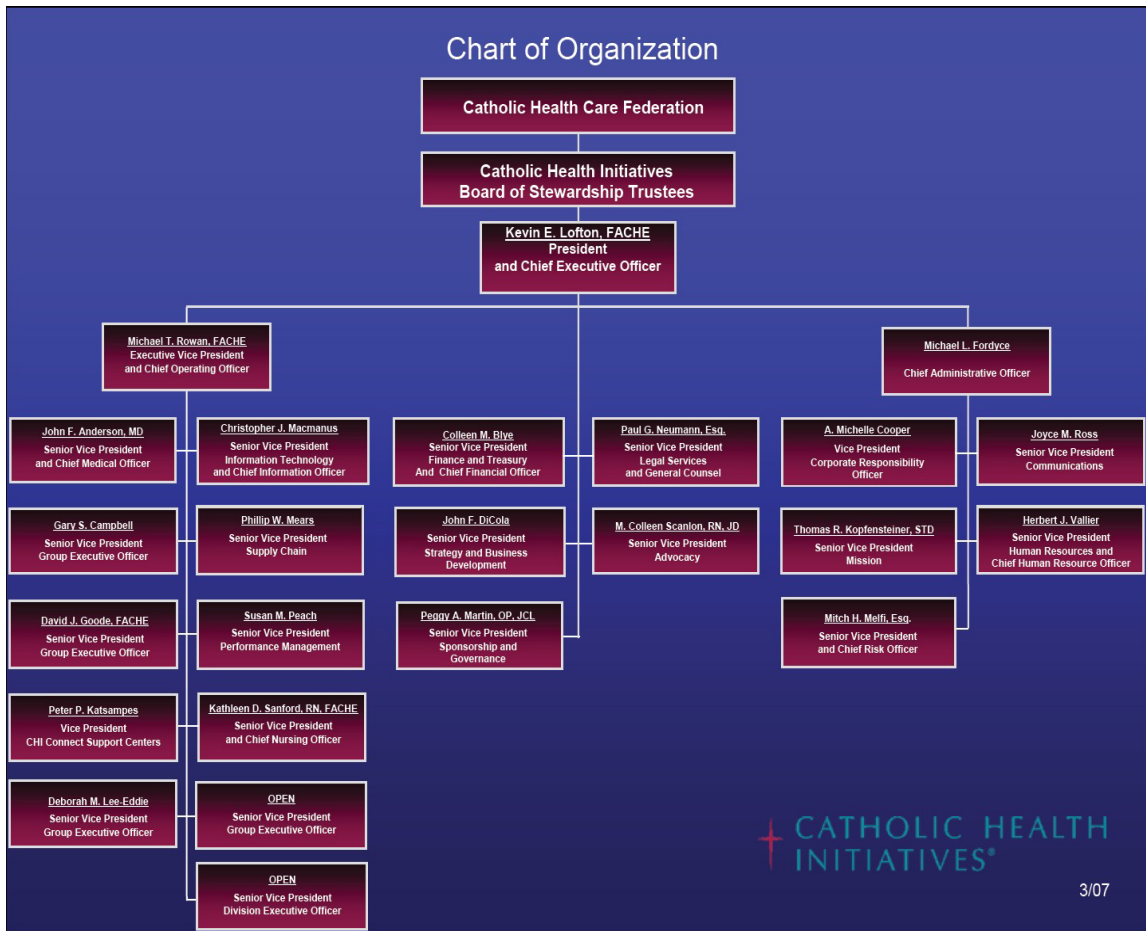 Chart of Organization
Catholic Health Care Federation
Catholic Health Initiatives
Board of Stewardship Trustees
Kevin E. Lofton, FACHE
President
and Chief Executive Officer
Michael T. Rowan, FACHE
Executive Vice President
and Chief Operating Officer
Michael L. Fordyce
Chief Administrative Officer
John F. Anderson, MD
Senior Vice President
and Chief Medical Officer
Christopher J. Macmanus
Senior Vice President
Information Technology
and Chief Information Officer
Colleen M. Blye
Senior Vice President
Finance and Treasury
And Chief Financial Officer
Paul G. Neumann, Esq.
Senior Vice President
Legal Services
and General Counsel
A. Michelle Cooper
Vice President
Corporate Responsibility
Officer
Joyce M. Ross
Senior Vice President
Communications
Gary S. Campbell
Senior Vice President
Group Executive Officer
Phillip W. Mears
Senior Vice President
Supply Chain
John F. DiCola
Senior Vice President
Strategy and Business
Development
M. Colleen Scanlon, RN, JD
Senior Vice President
Advocacy
Thomas R. Kopfensteiner, STD
Senior Vice President
Mission
Herbert J. Vallier
Senior Vice President
Human Resources and
Chief Human Resource Officer
David J. Goode, FACHE
Senior Vice President
Group Executive Officer
Susan M. Peach
Senior Vice President
Performance Management
Peggy A. Martin, OP, JCL
Senior Vice President
Sponsorship and
Governance
Mitch H. Melfi, Esq.
Senior Vice President
and Chief Risk Officer
Peter P. Katsampes
Vice President
CHI Connect Support Centers
Kathleen D. Sanford, RN, FACHE
Senior Vice President
and Chief Nursing Officer
Deborah M. Lee-Eddie
Senior Vice President
Group Executive Officer
OPEN
Senior Vice President
Group Executive Officer
OPEN
Senior Vice President
Division Executive Officer
CATHOLIC HEALTH
INITIATIVES®
3/07